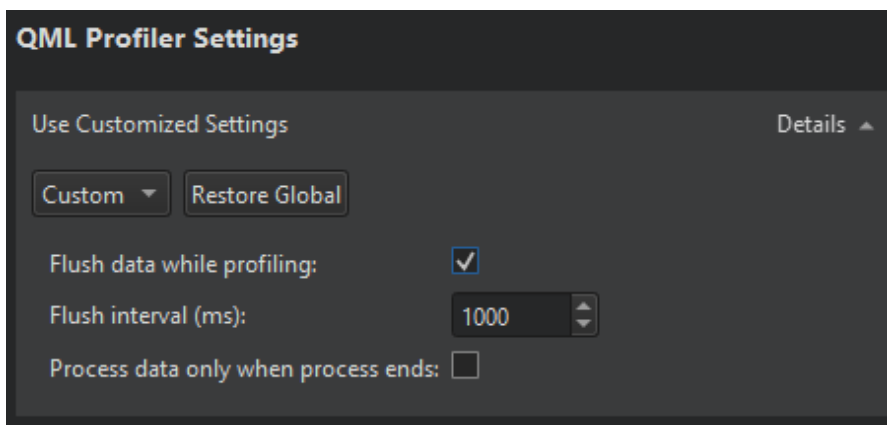 QML Profiler Settings
Use Customized Settings Details
Custom Restore Global
Flush data while profiling:
Flush interval (ms): 1000
Process data only when process ends: